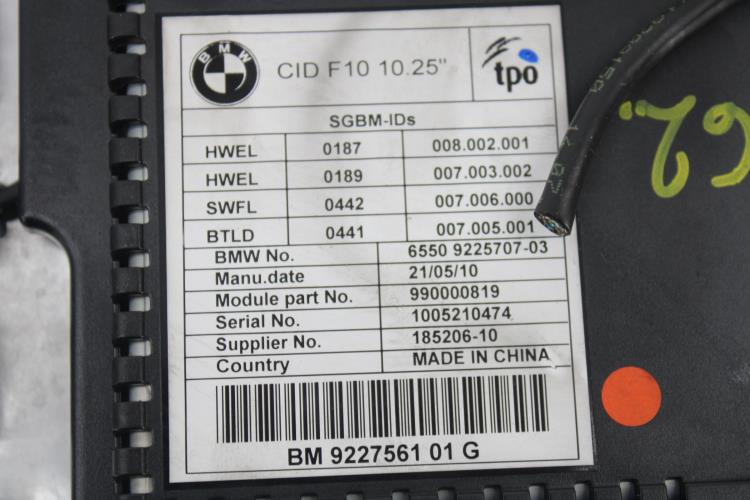 BMW
CID F10 10.25"
tpo
SGBM-IDs
HWEL 0187 008.002.001
HWEL 0189 007.003.002
SWFL 0442 007.006.000
BTLD 0441 007.005.001
BMW No. 6550 9225707-03
Manu.date 21/05/10
Module part No. 990000819
Serial No. 1005210474
Supplier No. 185206-10
Country MADE IN CHINA
BM 9227561 01 G